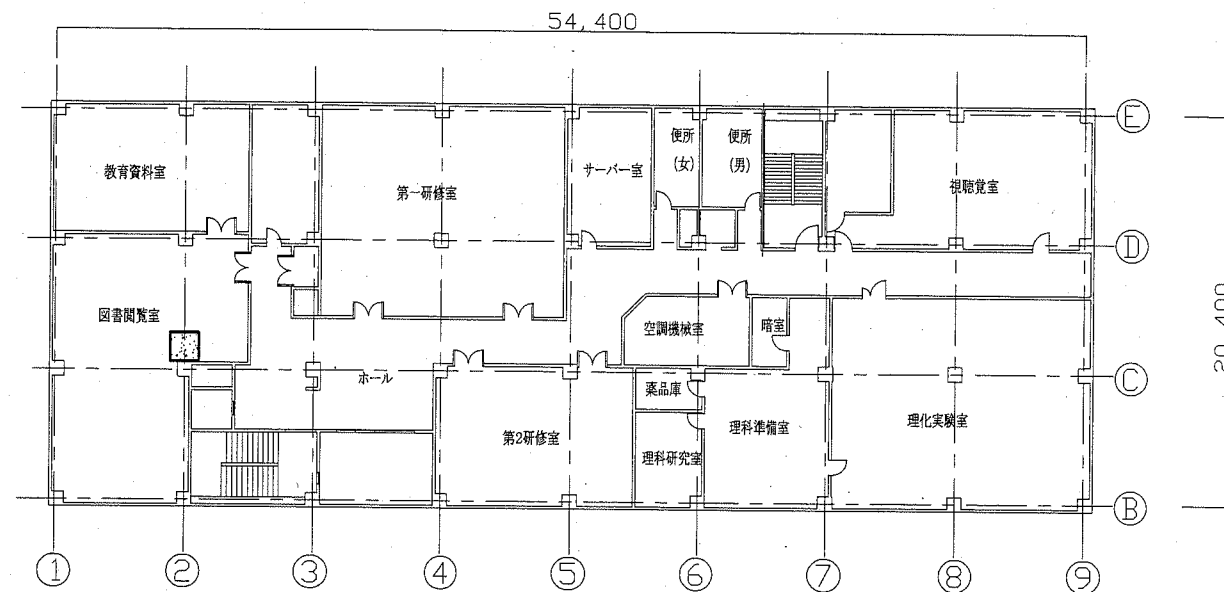 54,400
Ⓔ
教育資料室
第一研修室
サーバー室
便所
(女)
便所
(男)
視聴覚室
Ⓓ
図書閲覧室
空調機械室
暗室
20,400
ホール
薬品庫
Ⓒ
第2研修室
理科研究室
理科準備室
理化実験室
Ⓑ
① ② ③ ④ ⑤ ⑥ ⑦ ⑧ ⑨